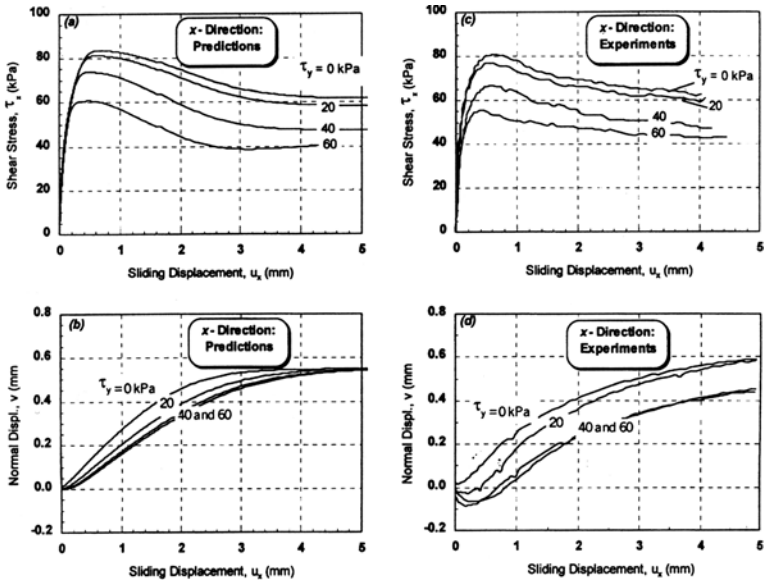 (a)
x - Direction:
Predictions
τy = 0 kPa
20
40
60
100
80
60
40
20
0
Shear Stress, τx (kPa)
0 1 2 3 4 5
Sliding Displacement, ux (mm)
(c)
x - Direction:
Experiments
τy = 0 kPa
20
40
60
100
80
60
40
20
0
Shear Stress, τx (kPa)
0 1 2 3 4 5
Sliding Displacement, ux (mm)
(b)
x - Direction:
Predictions
τy = 0 kPa
20
40 and 60
0.8
0.6
0.4
0.2
0.0
-0.2
Normal Displ., v (mm
0 1 2 3 4 5
Sliding Displacement, ux (mm)
(d)
x - Direction:
Experiments
τy = 0 kPa
20
40 and 60
0.8
0.6
0.4
0.2
0.0
-0.2
Normal Displ., v (mm
0 1 2 3 4 5
Sliding Displacement, ux (mm)